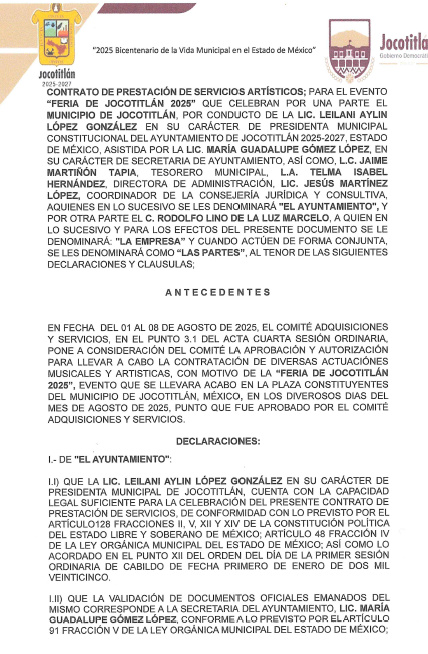 "2025 Bicentenario de la Vida Municipal en el Estado de México"
Jocotitlán
2025-2027
Jocotitl
Gobierno Democrát
CONTRATO DE PRESTACIÓN DE SERVICIOS ARTÍSTICOS; PARA EL EVENTO
"FERIA DE JOCOTITLÁN 2025" QUE CELEBRAN POR UNA PARTE EL
MUNICIPIO DE JOCOTITLÁN, POR CONDUCTO DE LA LIC. LEILANI AYLIN
LÓPEZ GONZÁLEZ EN SU CARÁCTER DE PRESIDENTA MUNICIPAL
CONSTITUCIONAL DEL AYUNTAMIENTO DE JOCOTITLÁN 2025-2027, ESTADO
DE MÉXICO, ASISTIDA POR LA LIC. MARÍA GUADALUPE GÓMEZ LÓPEZ, EN
SU CARÁCTER DE SECRETARIA DE AYUNTAMIENTO, ASÍ COMO, L.C. JAIME
MARTIÑÓN TAPIA, TESORERO MUNICIPAL, L.A. TELMA ISABEL
HERNÁNDEZ, DIRECTORA DE ADMINISTRACIÓN, LIC. JESÚS MARTÍNEZ
LÓPEZ, COORDINADOR DE LA CONSEJERÍA JURÍDICA Y CONSULTIVA,
AQUIENES EN LO SUCESIVO SE LES DENOMINARÁ "EL AYUNTAMIENTO", Y
POR OTRA PARTE EL C. RODOLFO LINO DE LA LUZ MARCELO, A QUIEN EN
LO SUCESIVO Y PARA LOS EFECTOS DEL PRESENTE DOCUMENTO SE LE
DENOMINARÁ: "LA EMPRESA" Y CUANDO ACTÚEN DE FORMA CONJUNTA,
SE LES DENOMINARÁ COMO "LAS PARTES", AL TENOR DE LAS SIGUIENTES
DECLARACIONES Y CLAUSULAS;
ANTECEDENTES
EN FECHA DEL 01 AL 08 DE AGOSTO DE 2025, EL COMITÉ ADQUISICIONES
Y SERVICIOS, EN EL PUNTO 3.1 DEL ACTA CUARTA SESIÓN ORDINARIA,
PONE A CONSIDERACIÓN DEL COMITÉ LA APROBACIÓN Y AUTORIZACIÓN
PARA LLEVAR A CABO LA CONTRATACIÓN DE DIVERSAS ACTUACIÓNES
MUSICALES Y ARTISTICAS, CON MOTIVO DE LA "FERIA DE JOCOTITLÁN
2025", EVENTO QUE SE LLEVARA ACABO EN LA PLAZA CONSTITUYENTES
DEL MUNICIPIO DE JOCOTITLÁN, MÉXICO, EN LOS DIVEROSOS DIAS DEL
MES DE AGOSTO DE 2025, PUNTO QUE FUE APROBADO POR EL COMITÉ
ADQUISICIONES Y SERVICIOS.
DECLARACIONES:
I.- DE "EL AYUNTAMIENTO":
I.I) QUE LA LIC. LEILANI AYLIN LÓPEZ GONZÁLEZ EN SU CARÁCTER DE
PRESIDENTA MUNICIPAL DE JOCOTITLÁN, CUENTA CON LA CAPACIDAD
LEGAL SUFICIENTE PARA LA CELEBRACIÓN DEL PRESENTE CONTRATO DE
PRESTACIÓN DE SERVICIOS, DE CONFORMIDAD CON LO PREVISTO POR EL
ARTÍCULO128 FRACCIONES II, V, XII Y XIV DE LA CONSTITUCIÓN POLÍTICA
DEL ESTADO LIBRE Y SOBERANO DE MÉXICO; ARTÍCULO 48 FRACCIÓN IV
DE LA LEY ORGÁNICA MUNICIPAL DEL ESTADO DE MÉXICO; ASÍ COMO LO
ACORDADO EN EL PUNTO XII DEL ORDEN DEL DÍA DE LA PRIMER SESIÓN
ORDINARIA DE CABILDO DE FECHA PRIMERO DE ENERO DE DOS MIL
VEINTICINCO.
I.II) QUE LA VALIDACIÓN DE DOCUMENTOS OFICIALES EMANADOS DEL
MISMO CORRESPONDE A LA SECRETARIA DEL AYUNTAMIENTO, LIC. MARÍA
GUADALUPE GÓMEZ LÓPEZ, CONFORME A LO PREVISTO POR EL ARTÍCULO
91 FRACCIÓN V DE LA LEY ORGÁNICA MUNICIPAL DEL ESTADO DE MÉXICO;